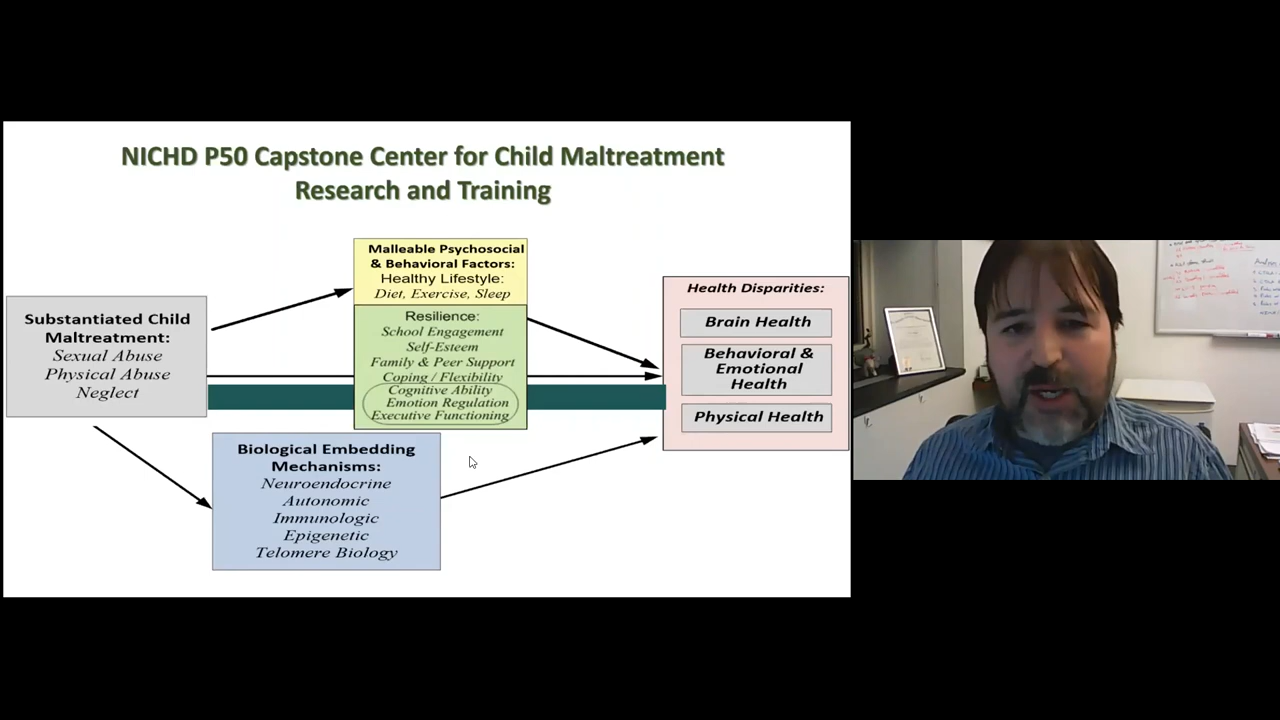 NICHD P50 Capstone Center for Child Maltreatment
Research and Training
Substantiated Child
Maltreatment:
Sexual Abuse
Physical Abuse
Neglect
Malleable Psychosocial
& Behavioral Factors:
Healthy Lifestyle:
Diet, Exercise, Sleep
Resilience:
School Engagement
Self-Esteem
Family & Peer Support
Coping / Flexibility
Cognitive Ability
Emotion Regulation
Executive Functioning
Biological Embedding
Mechanisms:
Neuroendocrine
Autonomic
Immunologic
Epigenetic
Telomere Biology
Health Disparities:
Brain Health
Behavioral &
Emotional
Health
Physical Health